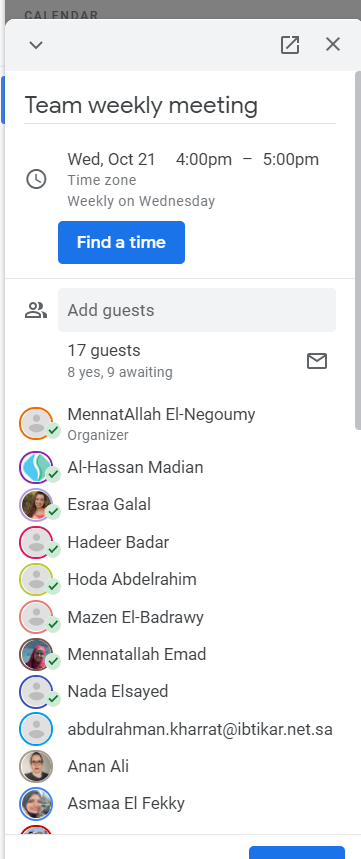 CALENDAR
Team weekly meeting
Wed, Oct 21 4:00pm – 5:00pm
Time zone
Weekly on Wednesday
Find a time
Add guests
17 guests
8 yes, 9 awaiting
MennatAllah El-Negoumy
Organizer
Al-Hassan Madian
Esraa Galal
Hadeer Badar
Hoda Abdelrahim
Mazen El-Badrawy
Mennatallah Emad
Nada Elsayed
abdulrahman.kharrat@ibtikar.net.sa
Anan Ali
Asmaa El Fekky